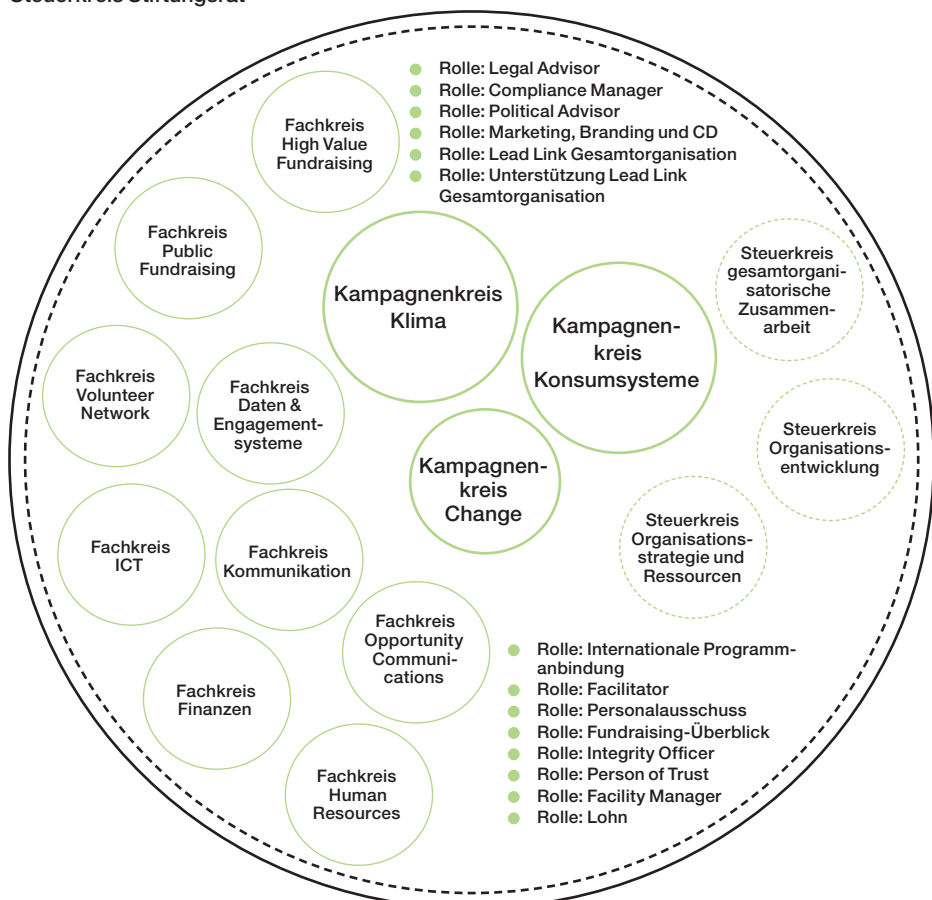 Steuerkreis Stiftungsrat
Rolle: Legal Advisor
Rolle: Compliance Manager
Rolle: Political Advisor
Rolle: Marketing, Branding und CD
Rolle: Lead Link Gesamtorganisation
Rolle: Unterstützung Lead Link
Gesamtorganisation
Fachkreis
High Value
Fundraising
Fachkreis
Public
Fundraising
Kampagnenkreis
Klima
Kampagnen-
kreis
Konsumsysteme
Steuerkreis
gesamtorgani-
satorische
Zusammen-
arbeit
Fachkreis
Volunteer
Network
Fachkreis
Daten &
Engagement-
systeme
Kampagnen-
kreis
Change
Steuerkreis
Organisations-
entwicklung
Steuerkreis
Organisations-
strategie und
Ressourcen
Fachkreis
ICT
Fachkreis
Kommunikation
Fachkreis
Opportunity
Communi-
cations
Fachkreis
Finanzen
Fachkreis
Human
Resources
Rolle: Internationale Programm-
anbindung
Rolle: Facilitator
Rolle: Personalausschuss
Rolle: Fundraising-Überblick
Rolle: Integrity Officer
Rolle: Person of Trust
Rolle: Facility Manager
Rolle: Lohn